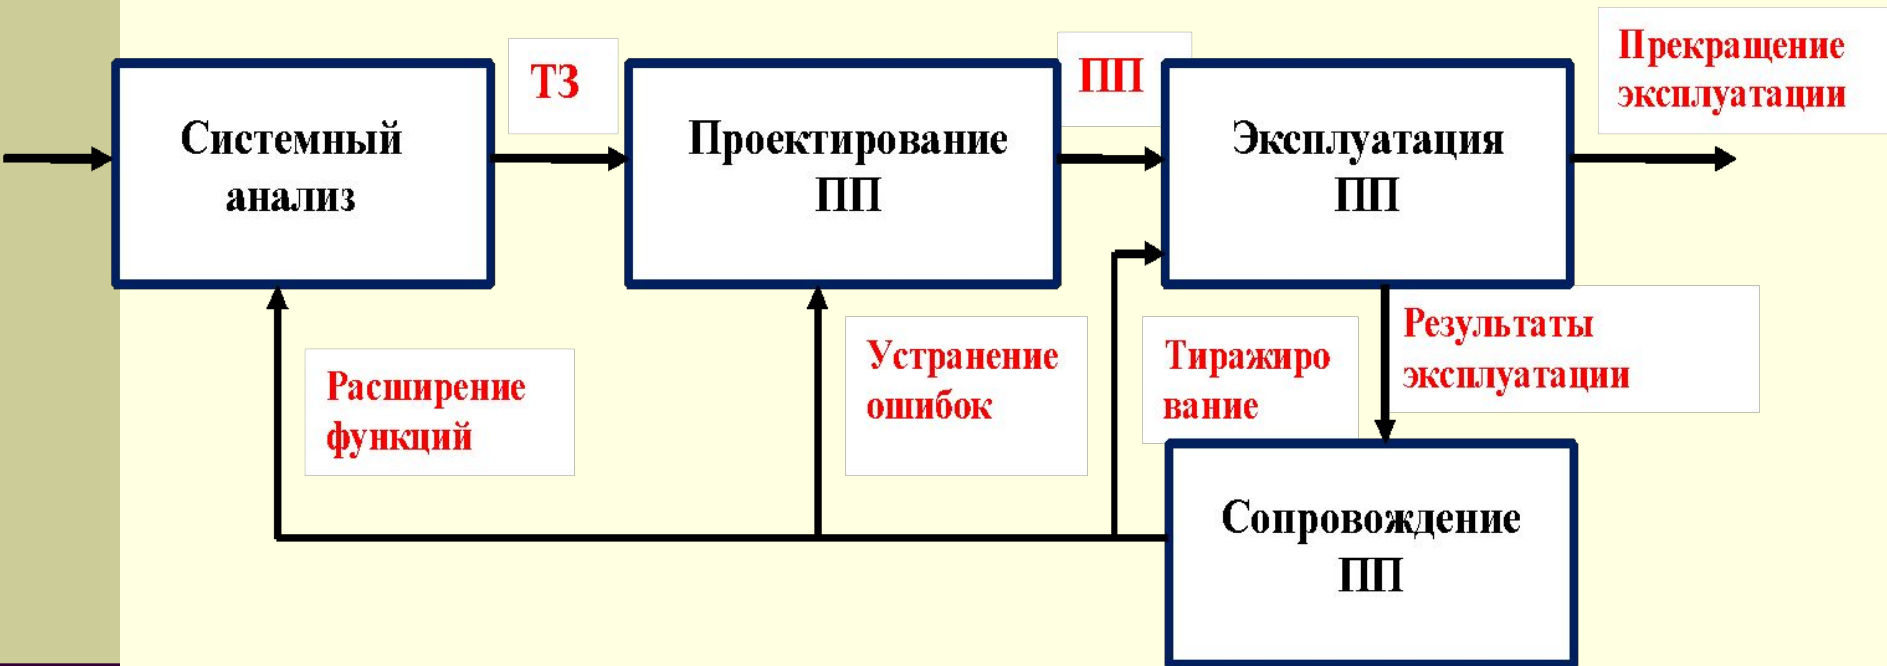 Системный
анализ
ТЗ
Проектирование
ПП
ПП
Эксплуатация
ПП
Прекращение
эксплуатации
Расширение
функций
Устранение
ошибок
Тиражиро
вание
Результаты
эксплуатации
Сопровождение
ПП